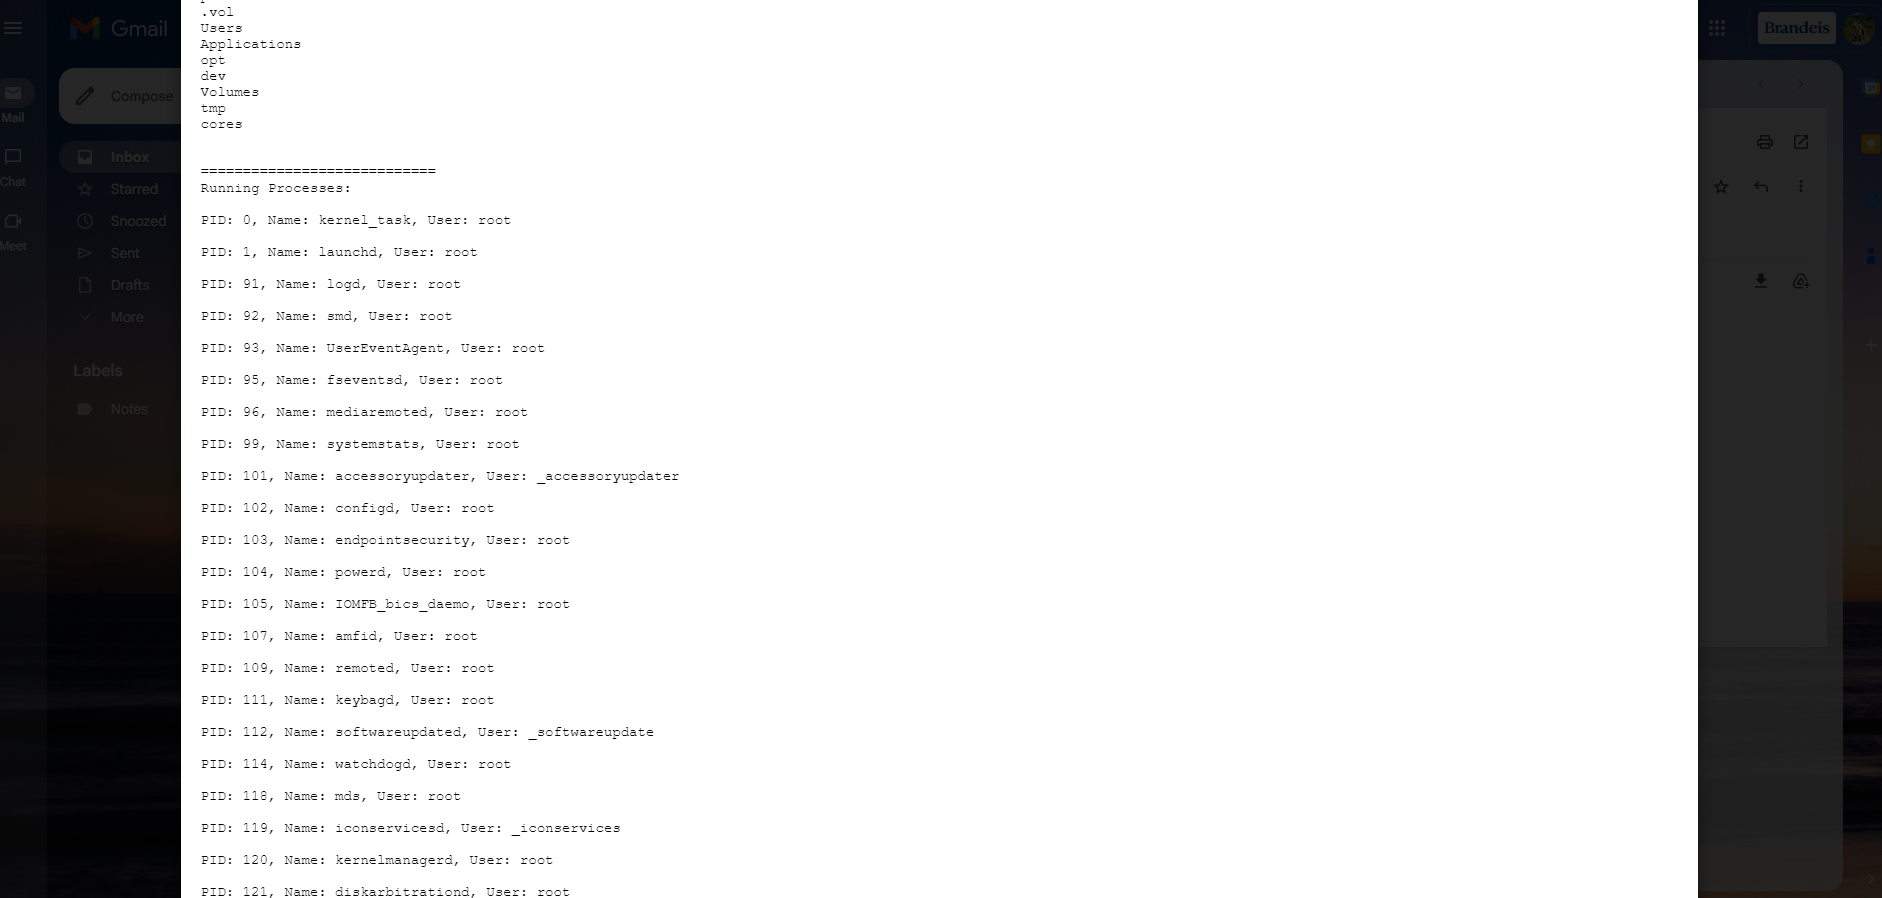 .vol
Users
Applications
opt
dev
Volumes
tmp
cores
===========================
Running Processes:
PID: 0, Name: kernel_task, User: root
PID: 1, Name: launchd, User: root
PID: 91, Name: logd, User: root
PID: 92, Name: smd, User: root
PID: 93, Name: UserEventAgent, User: root
PID: 95, Name: fseventsd, User: root
PID: 96, Name: mediaremoted, User: root
PID: 99, Name: systemstats, User: root
PID: 101, Name: accessoryupdater, User: _accessoryupdater
PID: 102, Name: configd, User: root
PID: 103, Name: endpointsecurity, User: root
PID: 104, Name: powerd, User: root
PID: 105, Name: IOMFB_bics_daemo, User: root
PID: 107, Name: amfid, User: root
PID: 109, Name: remoted, User: root
PID: 111, Name: keybagd, User: root
PID: 112, Name: softwareupdated, User: _softwareupdate
PID: 114, Name: watchdogd, User: root
PID: 118, Name: mds, User: root
PID: 119, Name: iconservicesd, User: _iconservices
PID: 120, Name: kernelmanagerd, User: root
PID: 121, Name: diskarbitrationd, User: root
Gmail
Compose
Mail
Chat
Meet
Inbox
Starred
Snoozed
Sent
Drafts
More
Labels
Notes
Brandeis